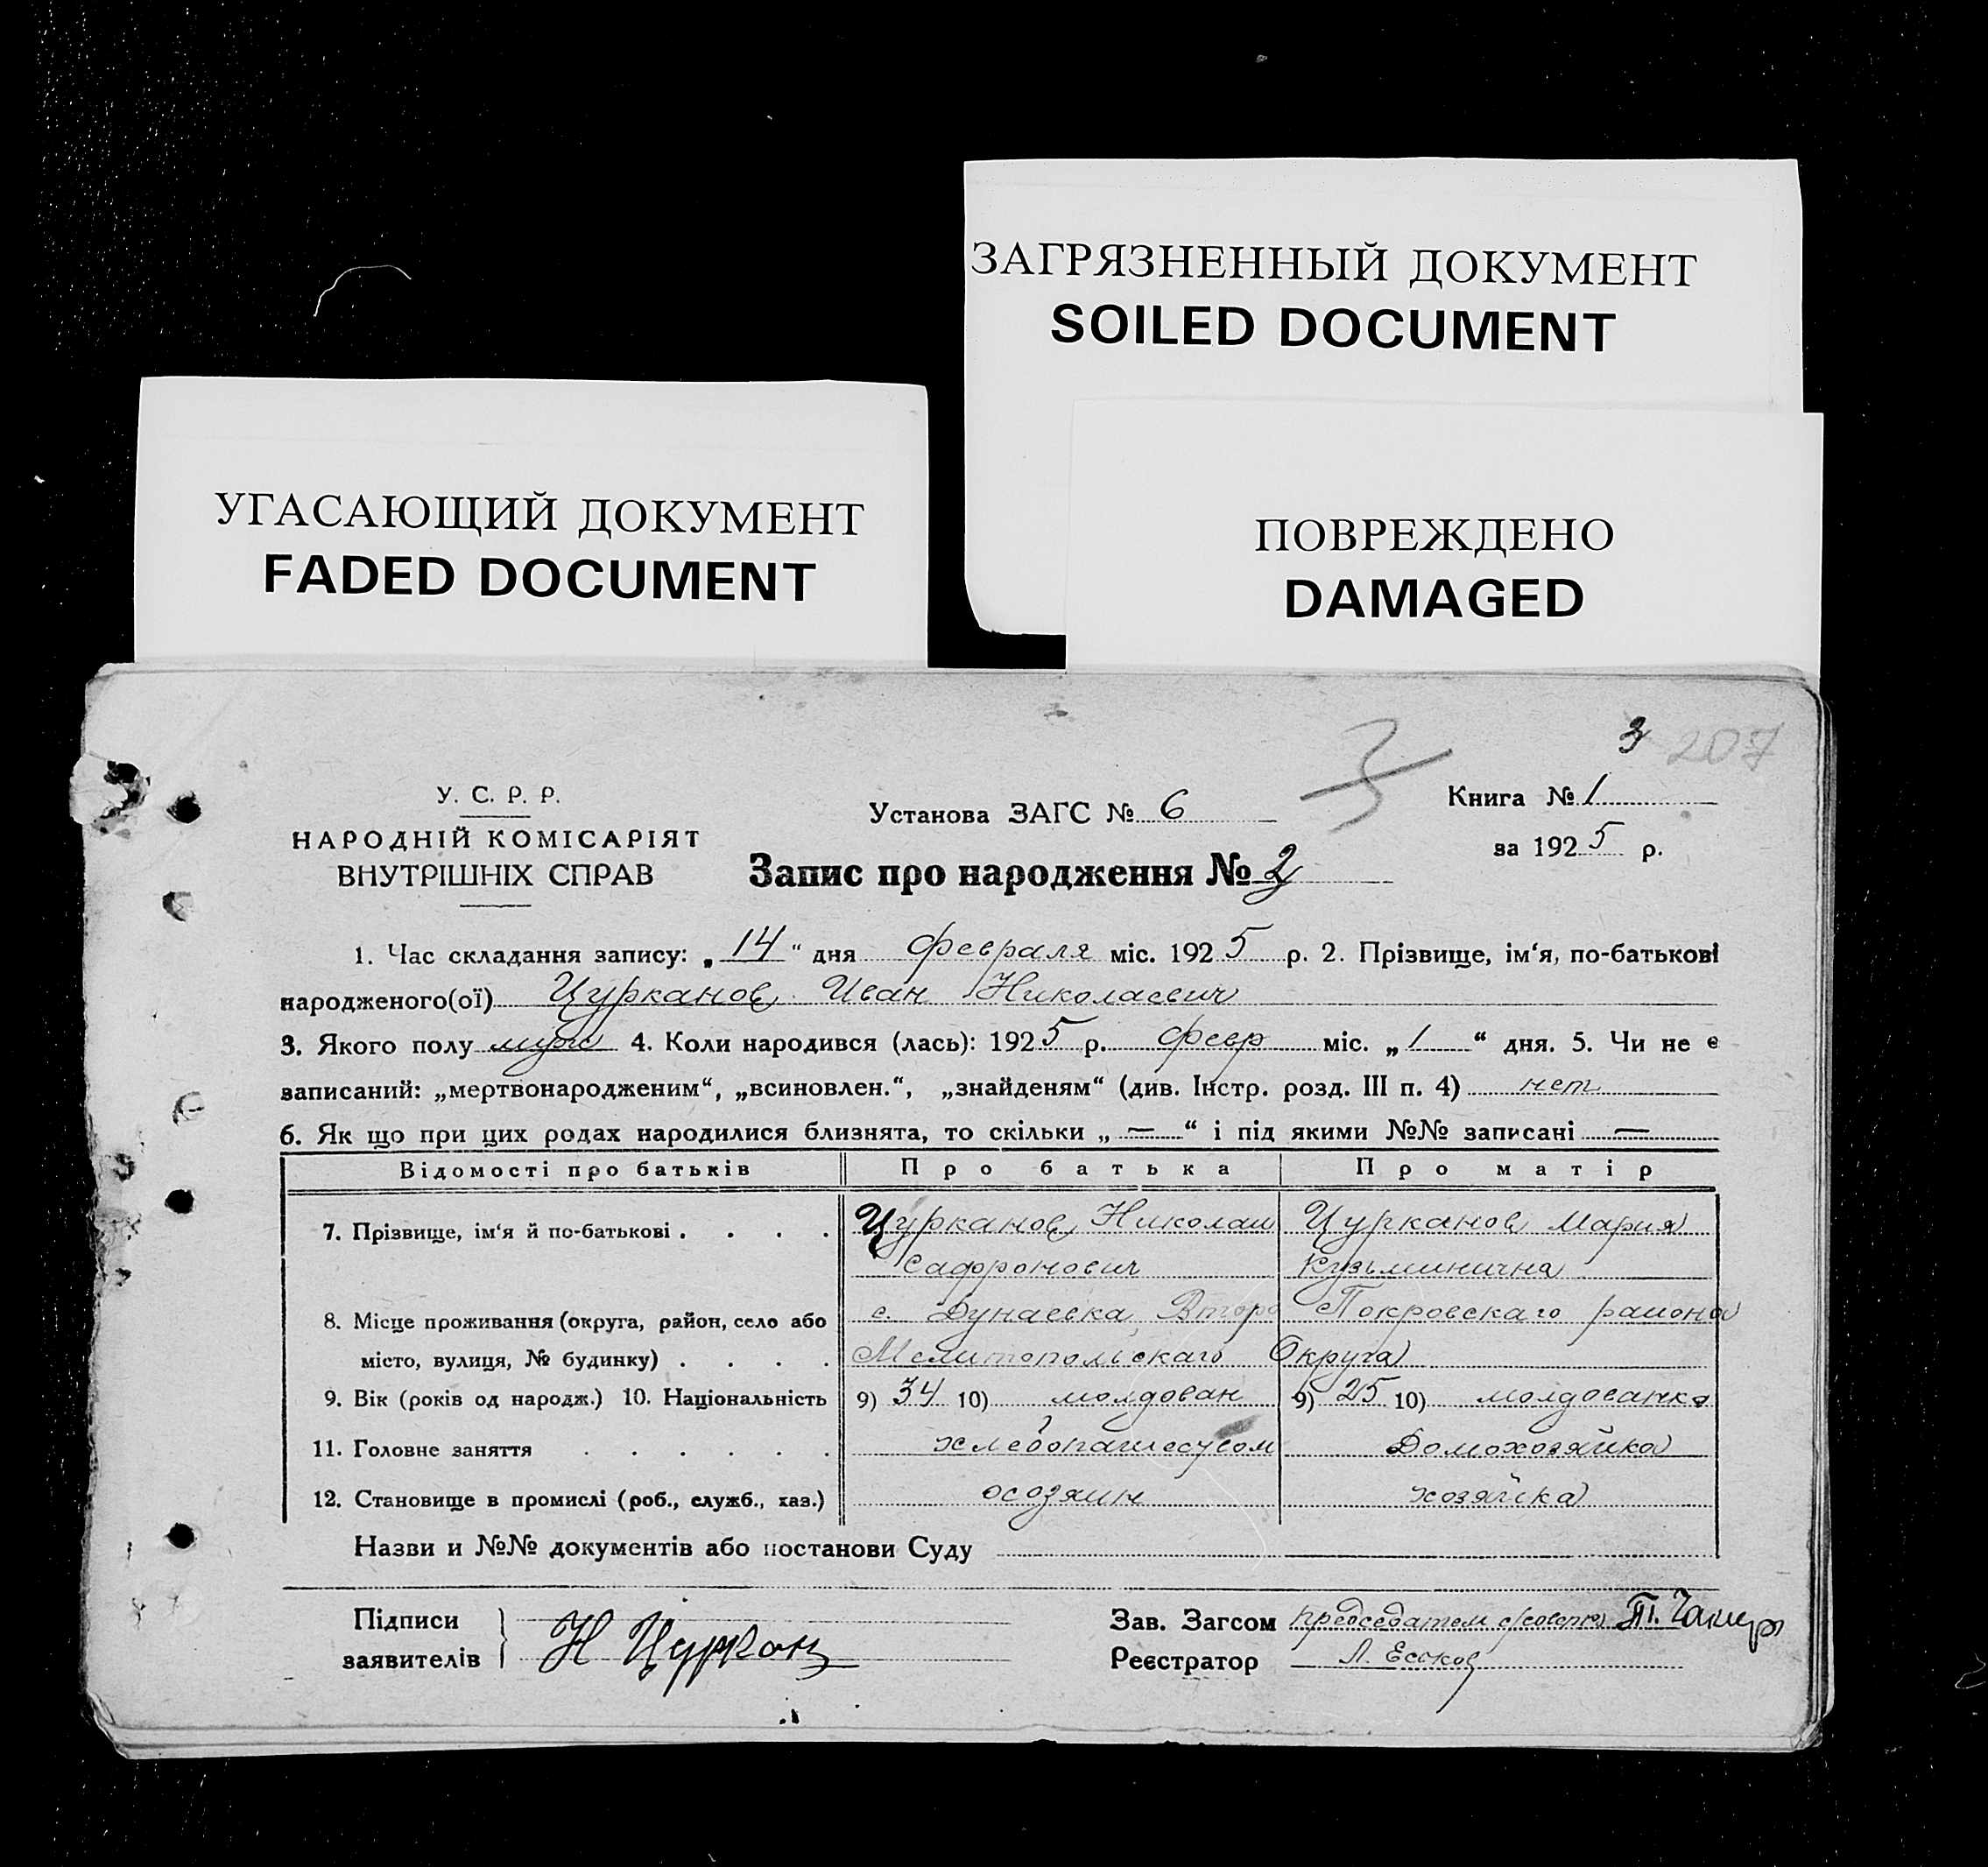 ЗАГРЯЗНЕННЫЙ ДОКУМЕНТ
SOILED DOCUMENT
УГАСАЮЩИЙ ДОКУМЕНТ
FADED DOCUMENT
ПОВРЕЖДЕНО
DAMAGED
3 207
У. С. Р. Р.
НАРОДНІЙ КОМІСАРІЯТ
ВНУТРІШНІХ СПРАВ
Установа ЗАГС № 6
Книга № 1
за 1925 р.
Запис про народження № 2
1. Час складання запису: „14“ дня февраля міс. 1925 р. 2. Прізвище, ім‘я, по-батькові
народженого(ої) Цурканов Иван Николаевич
3. Якого полу муж 4. Коли народився (лась): 1925 р. февр міс. „1“ дня. 5. Чи не є
записаний: „мертвонародженим“, „всиновлен.“, „знайденям“ (див. Інстр. розд. III п. 4) нет
6. Як що при цих родах народилися близнята, то скільки „—“ і під якими №№ записані —
Відомості про батьків Про батька Про матір
7. Прізвище, ім‘я й по-батькові . . . . Цурканов Николаи Цурканов Мария
Сафронович Кузьминична
8. Місце проживання (округа, район, село або с. Дунаевка Второ Покровскаго района
місто, вулиця, № будинку) . . . . Мелитопольскаго Округа
9. Вік (років од народж.) 10. Національність 9) 34 10) молдован 9) 25 10) молдованка
11. Головне заняття . . . . . . Домохозяйка
12. Становище в промислі (роб., служб., хаз.) хозяин хозяйка
Назви и №№ документів або постанови Суду
Підписи
заявителів
Н Цуркан
Зав. Загсом председатель
Реєстратор